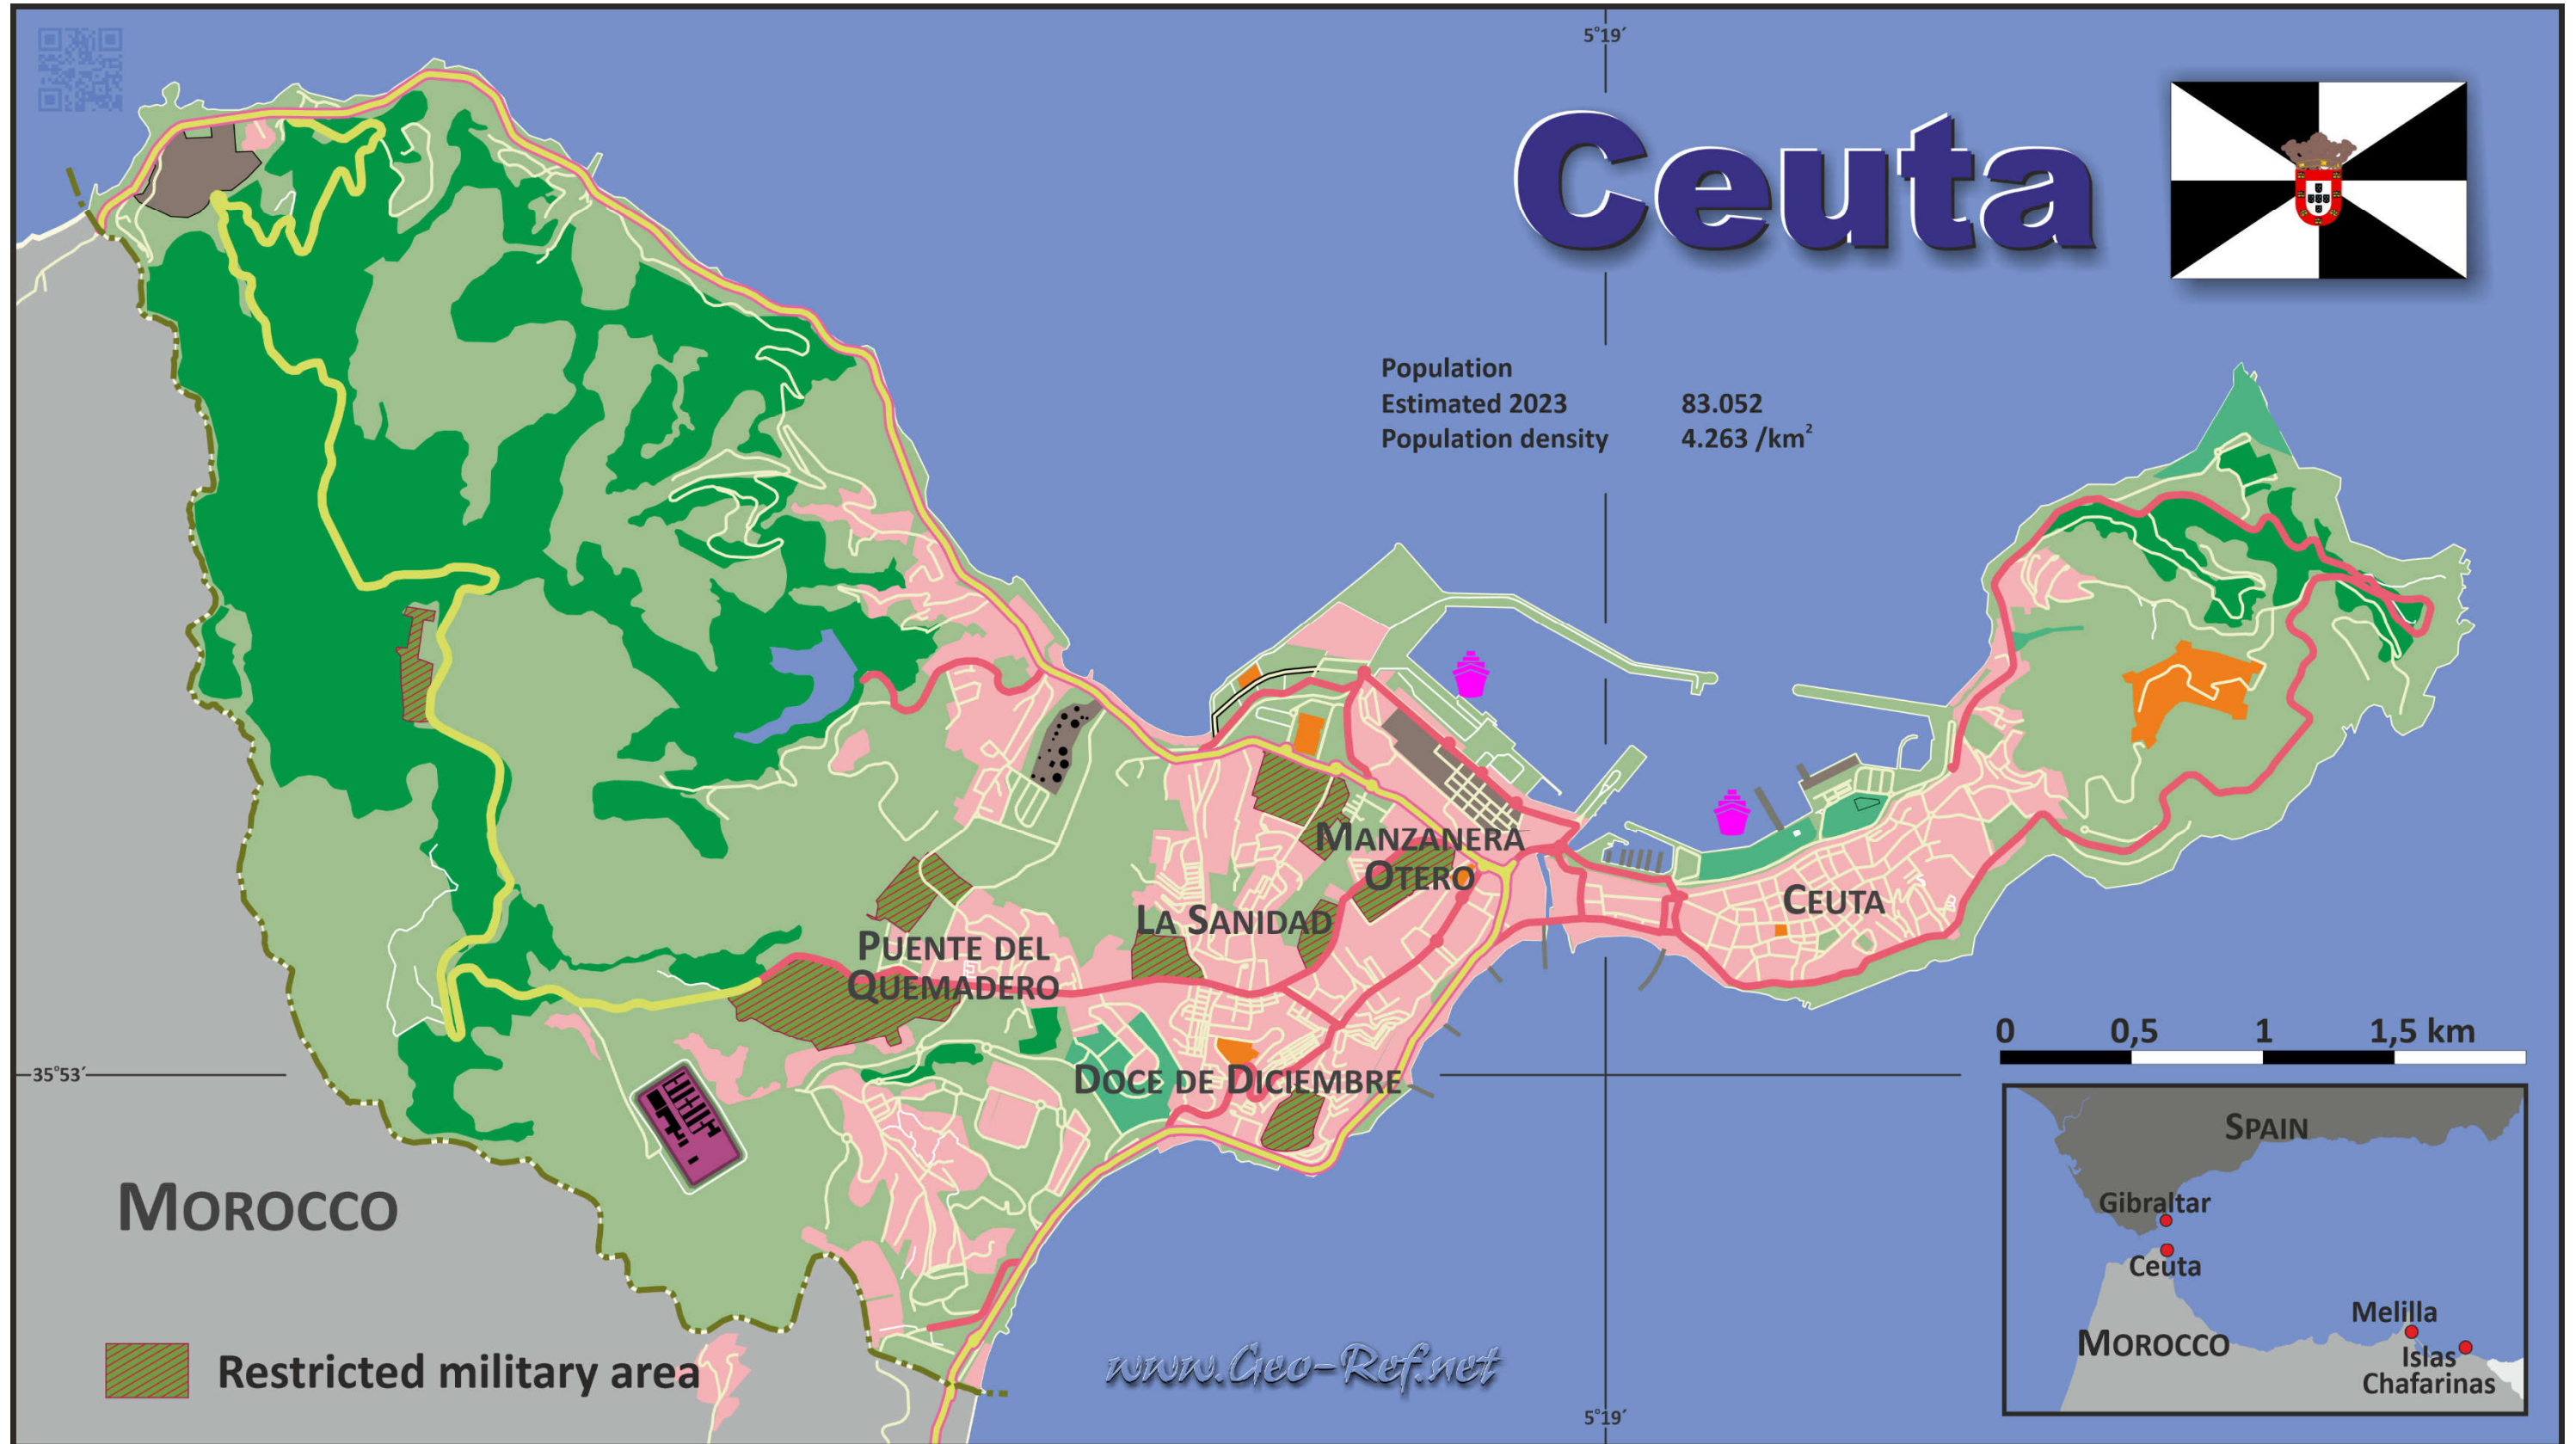 5°19´
Ceuta
Population
Estimated 2023 83.052
Population density 4.263 /km²
MANZANERA
OTERO
CEUTA
LA SANIDAD
PUENTE DEL
QUEMADERO
DOCE DE DICIEMBRE
35°53´
0 0,5 1 1,5 km
SPAIN
Gibraltar
Ceuta
Melilla
MOROCCO
Islas
Chafarinas
MOROCCO
Restricted military area
www.Geo-Ref.net
5°19´